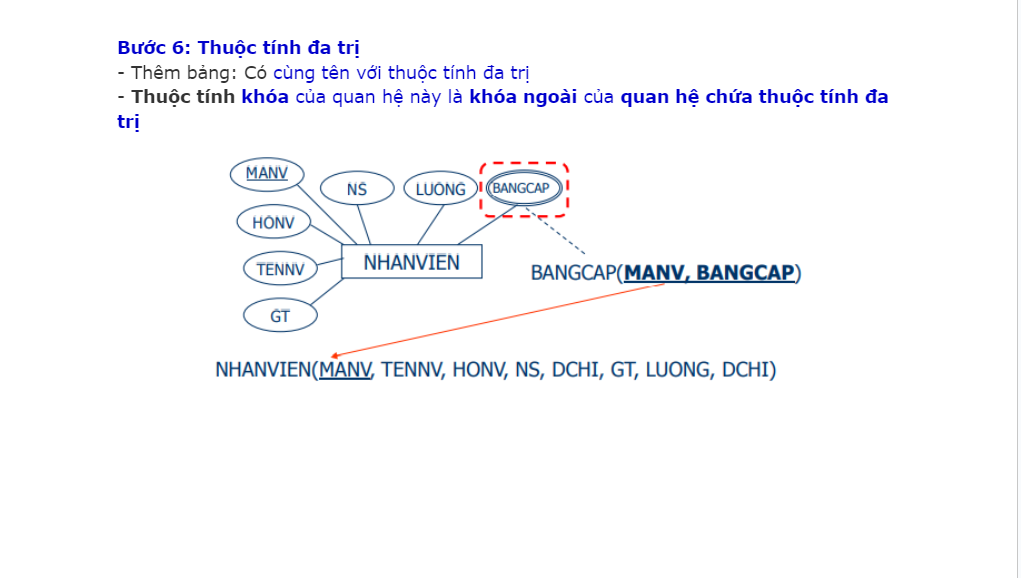 Bước 6: Thuộc tính đa trị
- Thêm bảng: Có cùng tên với thuộc tính đa trị
- Thuộc tính khóa của quan hệ này là khóa ngoài của quan hệ chứa thuộc tính đa
trị
MANV
NS
LUONG
BANGCAP
HONV
TENNV
NHANVIEN
BANGCAP(MANV, BANGCAP)
GT
NHANVIEN(MANV, TENNV, HONV, NS, DCHI, GT, LUONG, DCHI)